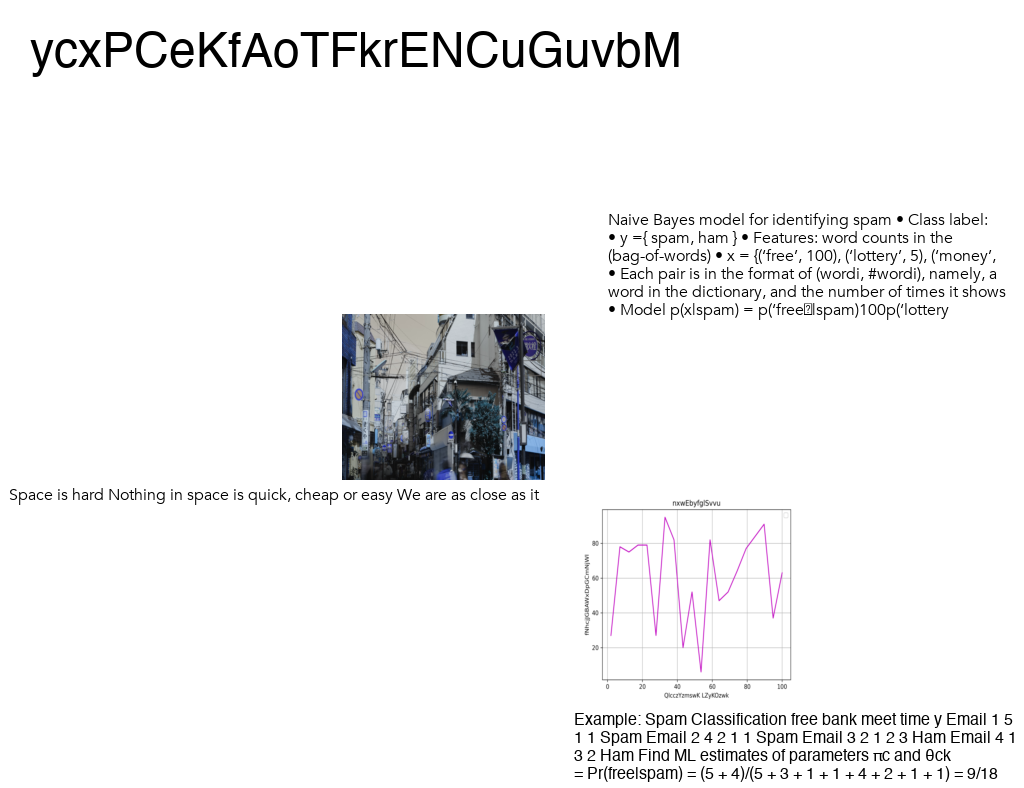 ycxPCeKfAoTFkrENCuGuvbM
Naive Bayes model for identifying spam • Class label:
• y ={ spam, ham } • Features: word counts in the
(bag-of-words) • x = {(‘free’, 100), (‘lottery’, 5), (‘money’,
• Each pair is in the format of (wordi, #wordi), namely, a
word in the dictionary, and the number of times it shows
• Model p(x|spam) = p(‘free|spam)100p(‘lottery
Space is hard Nothing in space is quick, cheap or easy We are as close as it
nxwEbyfglSvvu
80
60
40
20
0 20 40 60 80 100
QlcczYzmswK LZyKOzwk
Example: Spam Classification free bank meet time y Email 1 5
1 1 Spam Email 2 4 2 1 1 Spam Email 3 2 1 2 3 Ham Email 4 1
3 2 Ham Find ML estimates of parameters πc and θck
= Pr(free|spam) = (5 + 4)/(5 + 3 + 1 + 1 + 4 + 2 + 1 + 1) = 9/18